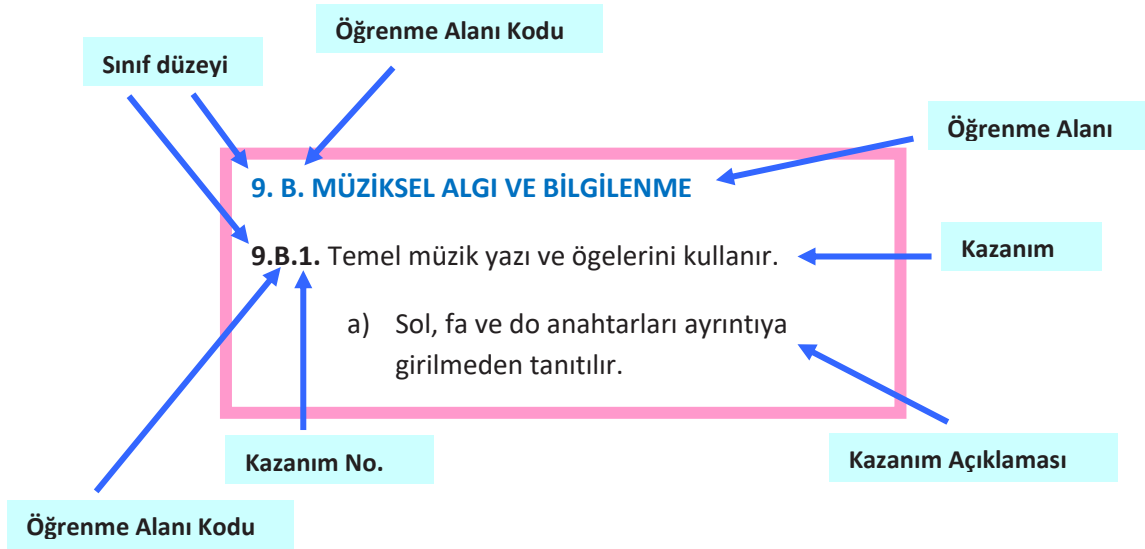 Öğrenme Alanı Kodu
Sınıf düzeyi
Öğrenme Alanı
9. B. MÜZİKSEL ALGI VE BİLGİLENME
9.B.1. Temel müzik yazı ve ögelerini kullanır.
Kazanım
a) Sol, fa ve do anahtarları ayrıntıya
girilmeden tanıtılır.
Kazanım No.
Kazanım Açıklaması
Öğrenme Alanı Kodu